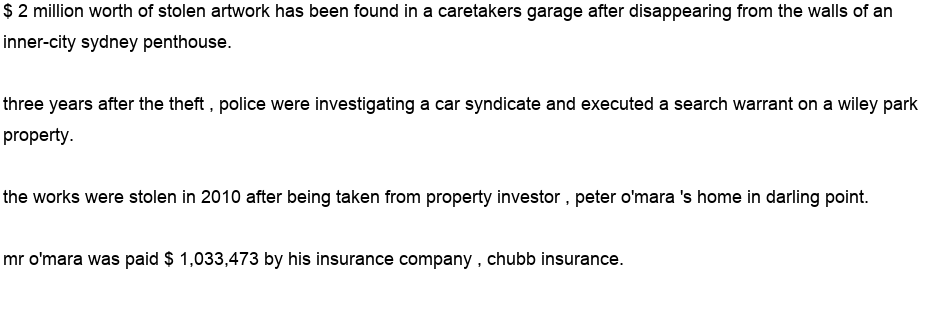 $ 2 million worth of stolen artwork has been found in a caretakers garage after disappearing from the walls of an
inner-city sydney penthouse.
three years after the theft , police were investigating a car syndicate and executed a search warrant on a wiley park
property.
the works were stolen in 2010 after being taken from property investor , peter o'mara 's home in darling point.
mr o'mara was paid $ 1,033,473 by his insurance company , chubb insurance.